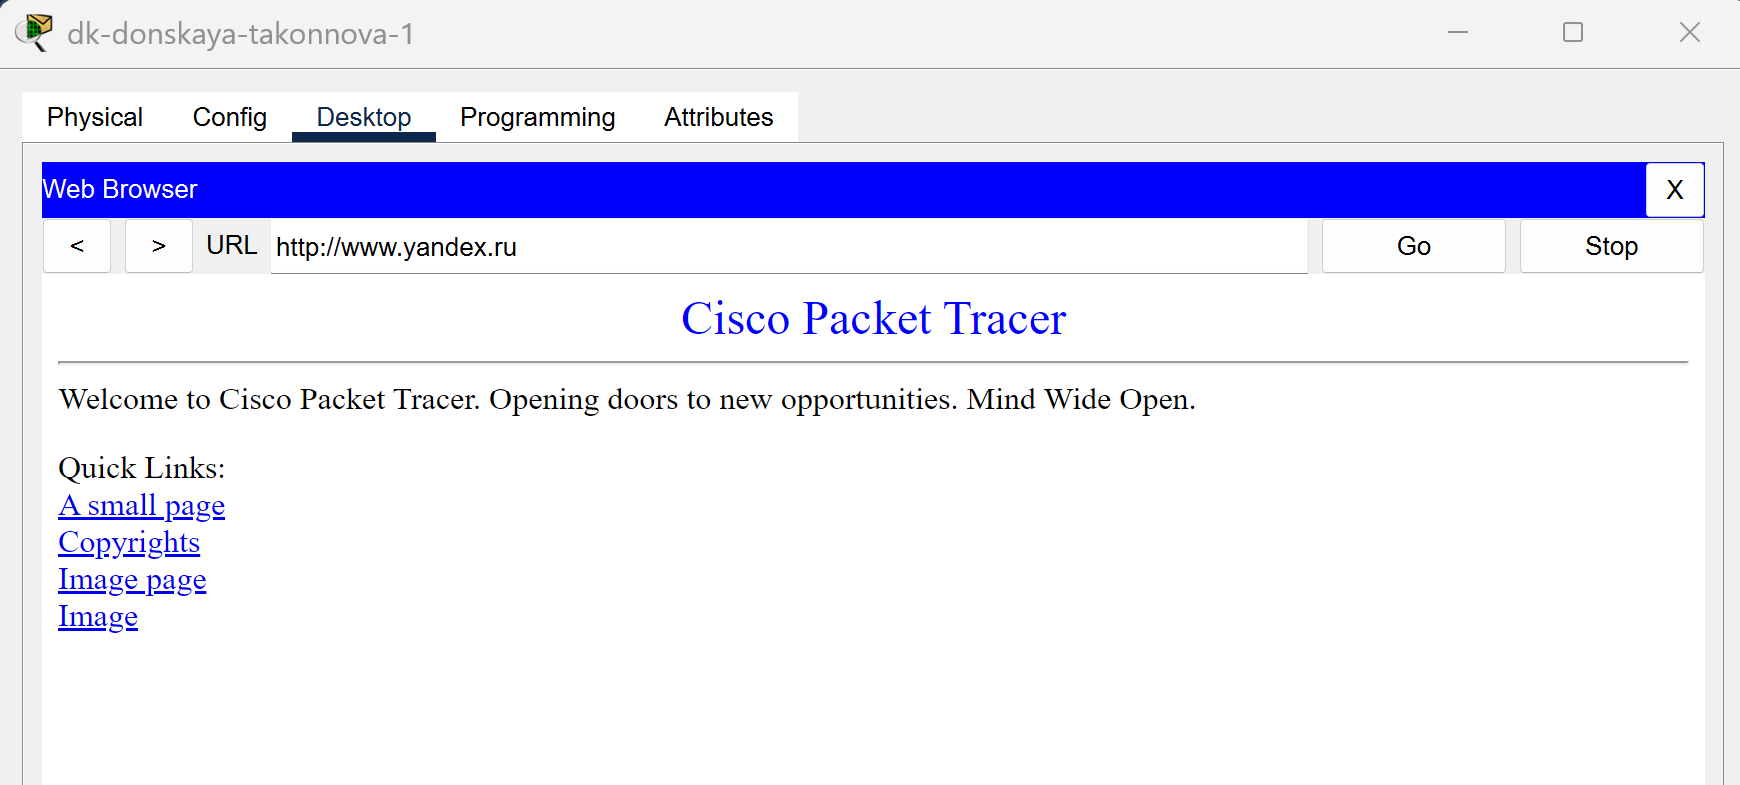 dk-donskaya-takonnova-1
Physical Config Desktop Programming Attributes
Web Browser X
< > URL http://www.yandex.ru Go Stop
Cisco Packet Tracer
Welcome to Cisco Packet Tracer. Opening doors to new opportunities. Mind Wide Open.
Quick Links:
A small page
Copyrights
Image page
Image